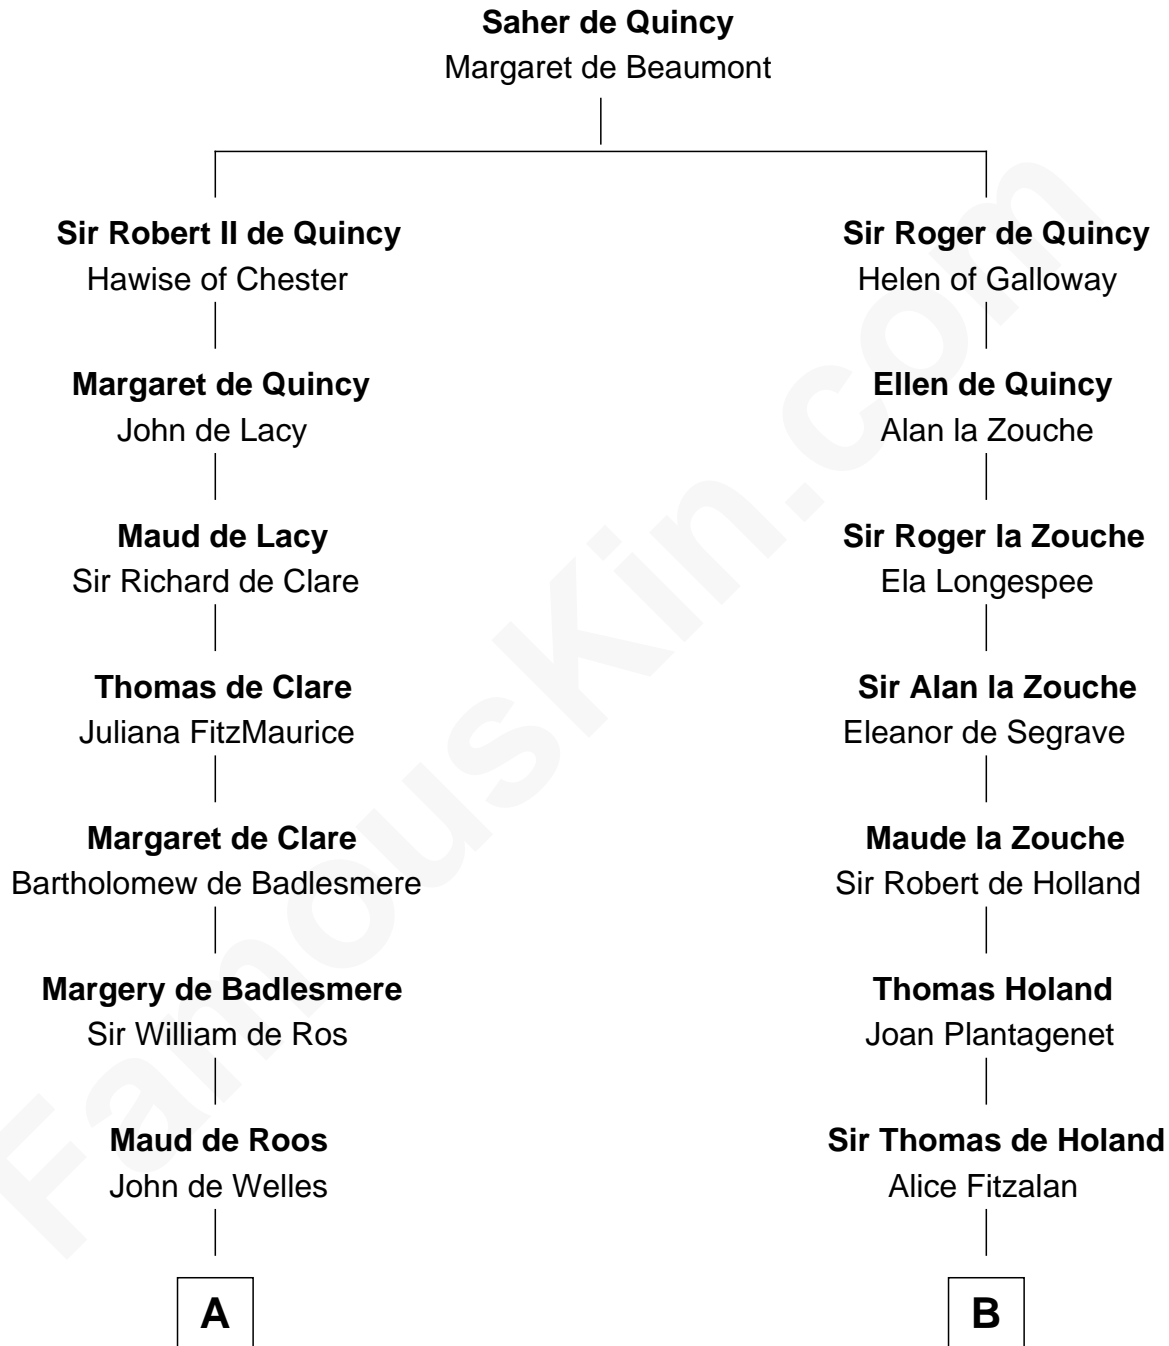 Saher de Quincy
Margaret de Beaumont
Sir Robert II de Quincy
Hawise of Chester
Margaret de Quincy
John de Lacy
Maud de Lacy
Sir Richard de Clare
Thomas de Clare
Juliana FitzMaurice
Margaret de Clare
Bartholomew de Badlesmere
Margery de Badlesmere
Sir William de Ros
Maud de Roos
John de Welles
A
Sir Roger de Quincy
Helen of Galloway
Ellen de Quincy
Alan la Zouche
Sir Roger la Zouche
Ela Longespee
Sir Alan la Zouche
Eleanor de Segrave
Maude la Zouche
Sir Robert de Holland
Thomas Holand
Joan Plantagenet
Sir Thomas de Holand
Alice Fitzalan
B
FamousKin.com